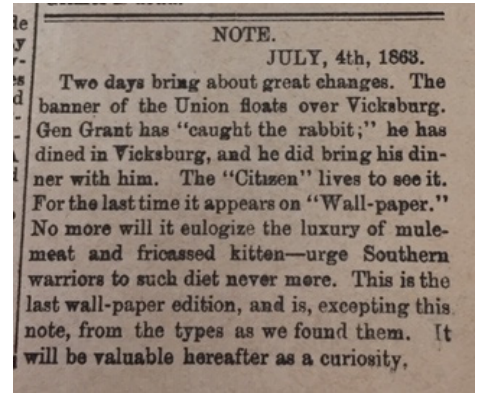 NOTE.
JULY, 4th, 1863.
Two days bring about great changes. The
banner of the Union floats over Vicksburg.
Gen Grant has "caught the rabbit;" he has
dined in Vicksburg, and he did bring his din-
ner with him. The "Citizen" lives to see it.
For the last time it appears on "Wall-paper."
No more will it eulogize the luxury of mule-
meat and fricassed kitten—urge Southern
warriors to such diet never more. This is the
last wall-paper edition, and is, excepting this
note, from the types as we found them. It
will be valuable hereafter as a curiosity.